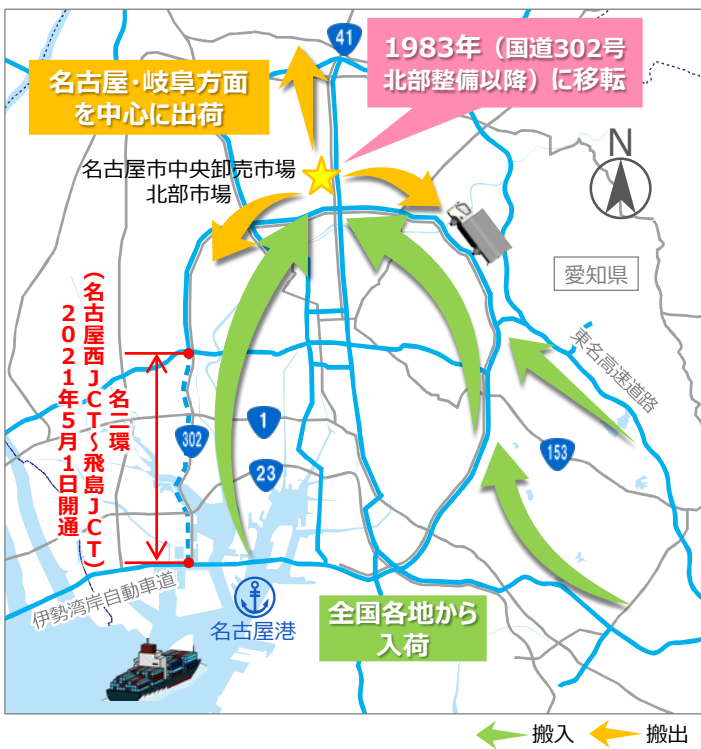 41
1983年（国道302号
北部整備以降）に移転
名古屋・岐阜方面
を中心に出荷
N
名古屋市中央卸売市場
北部市場
愛知県
東名高速道路
名二環
（名古屋西JCT～飛島JCT）
2021年5月1日開通
302
1
23
153
伊勢湾岸自動車道
名古屋港
全国各地から
入荷
搬入
搬出